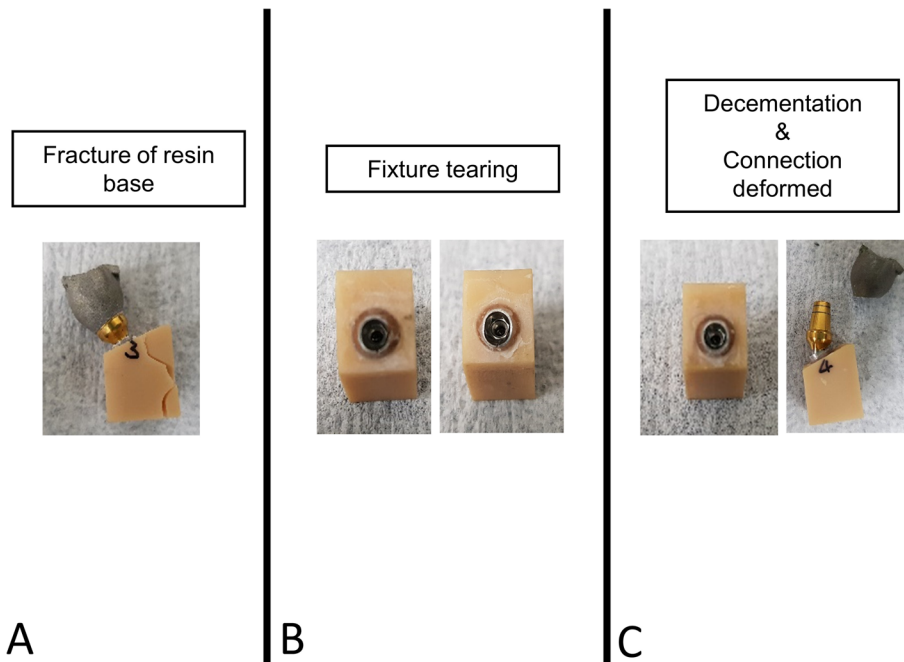 Fracture of resin
base
3
A
Fixture tearing
B
Decementation
&
Connection
deformed
4
C